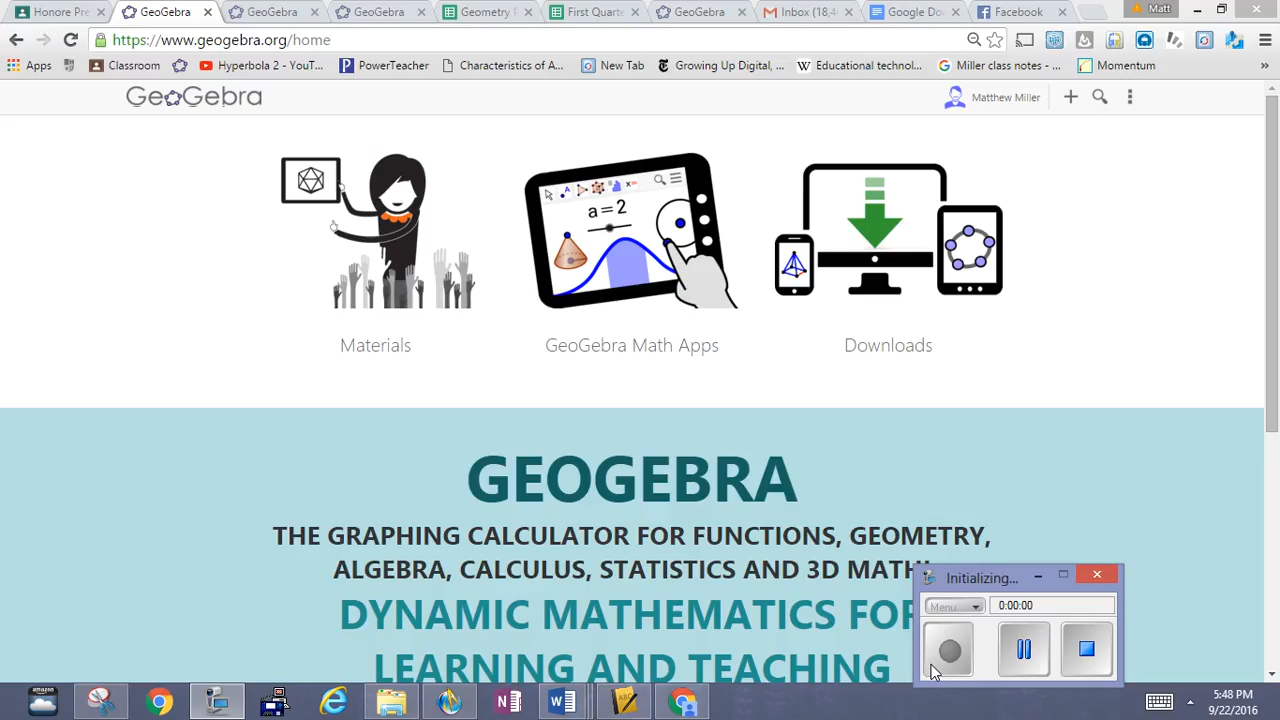 Honore Pre
GeoGebra
GeoGebra
GeoGebra
Geometry
First Quarte
GeoGebra
Inbox (18,4
Google Do
Facebook
Matt
https://www.geogebra.org/home
Apps
Classroom
Hyperbola 2 - YouT...
PowerTeacher
Characteristics of A...
New Tab
Growing Up Digital, ...
Educational technol...
Miller class notes - ...
Momentum
»
GeoGebra
Matthew Miller
a=2
Materials
GeoGebra Math Apps
Downloads
GEOGEBRA
THE GRAPHING CALCULATOR FOR FUNCTIONS, GEOMETRY,
ALGEBRA, CALCULUS, STATISTICS AND 3D MATH!
DYNAMIC MATHEMATICS FOR
LEARNING AND TEACHING
Initializing...
Menu
0:00:00
amazon
ABC
5:48 PM
9/22/2016